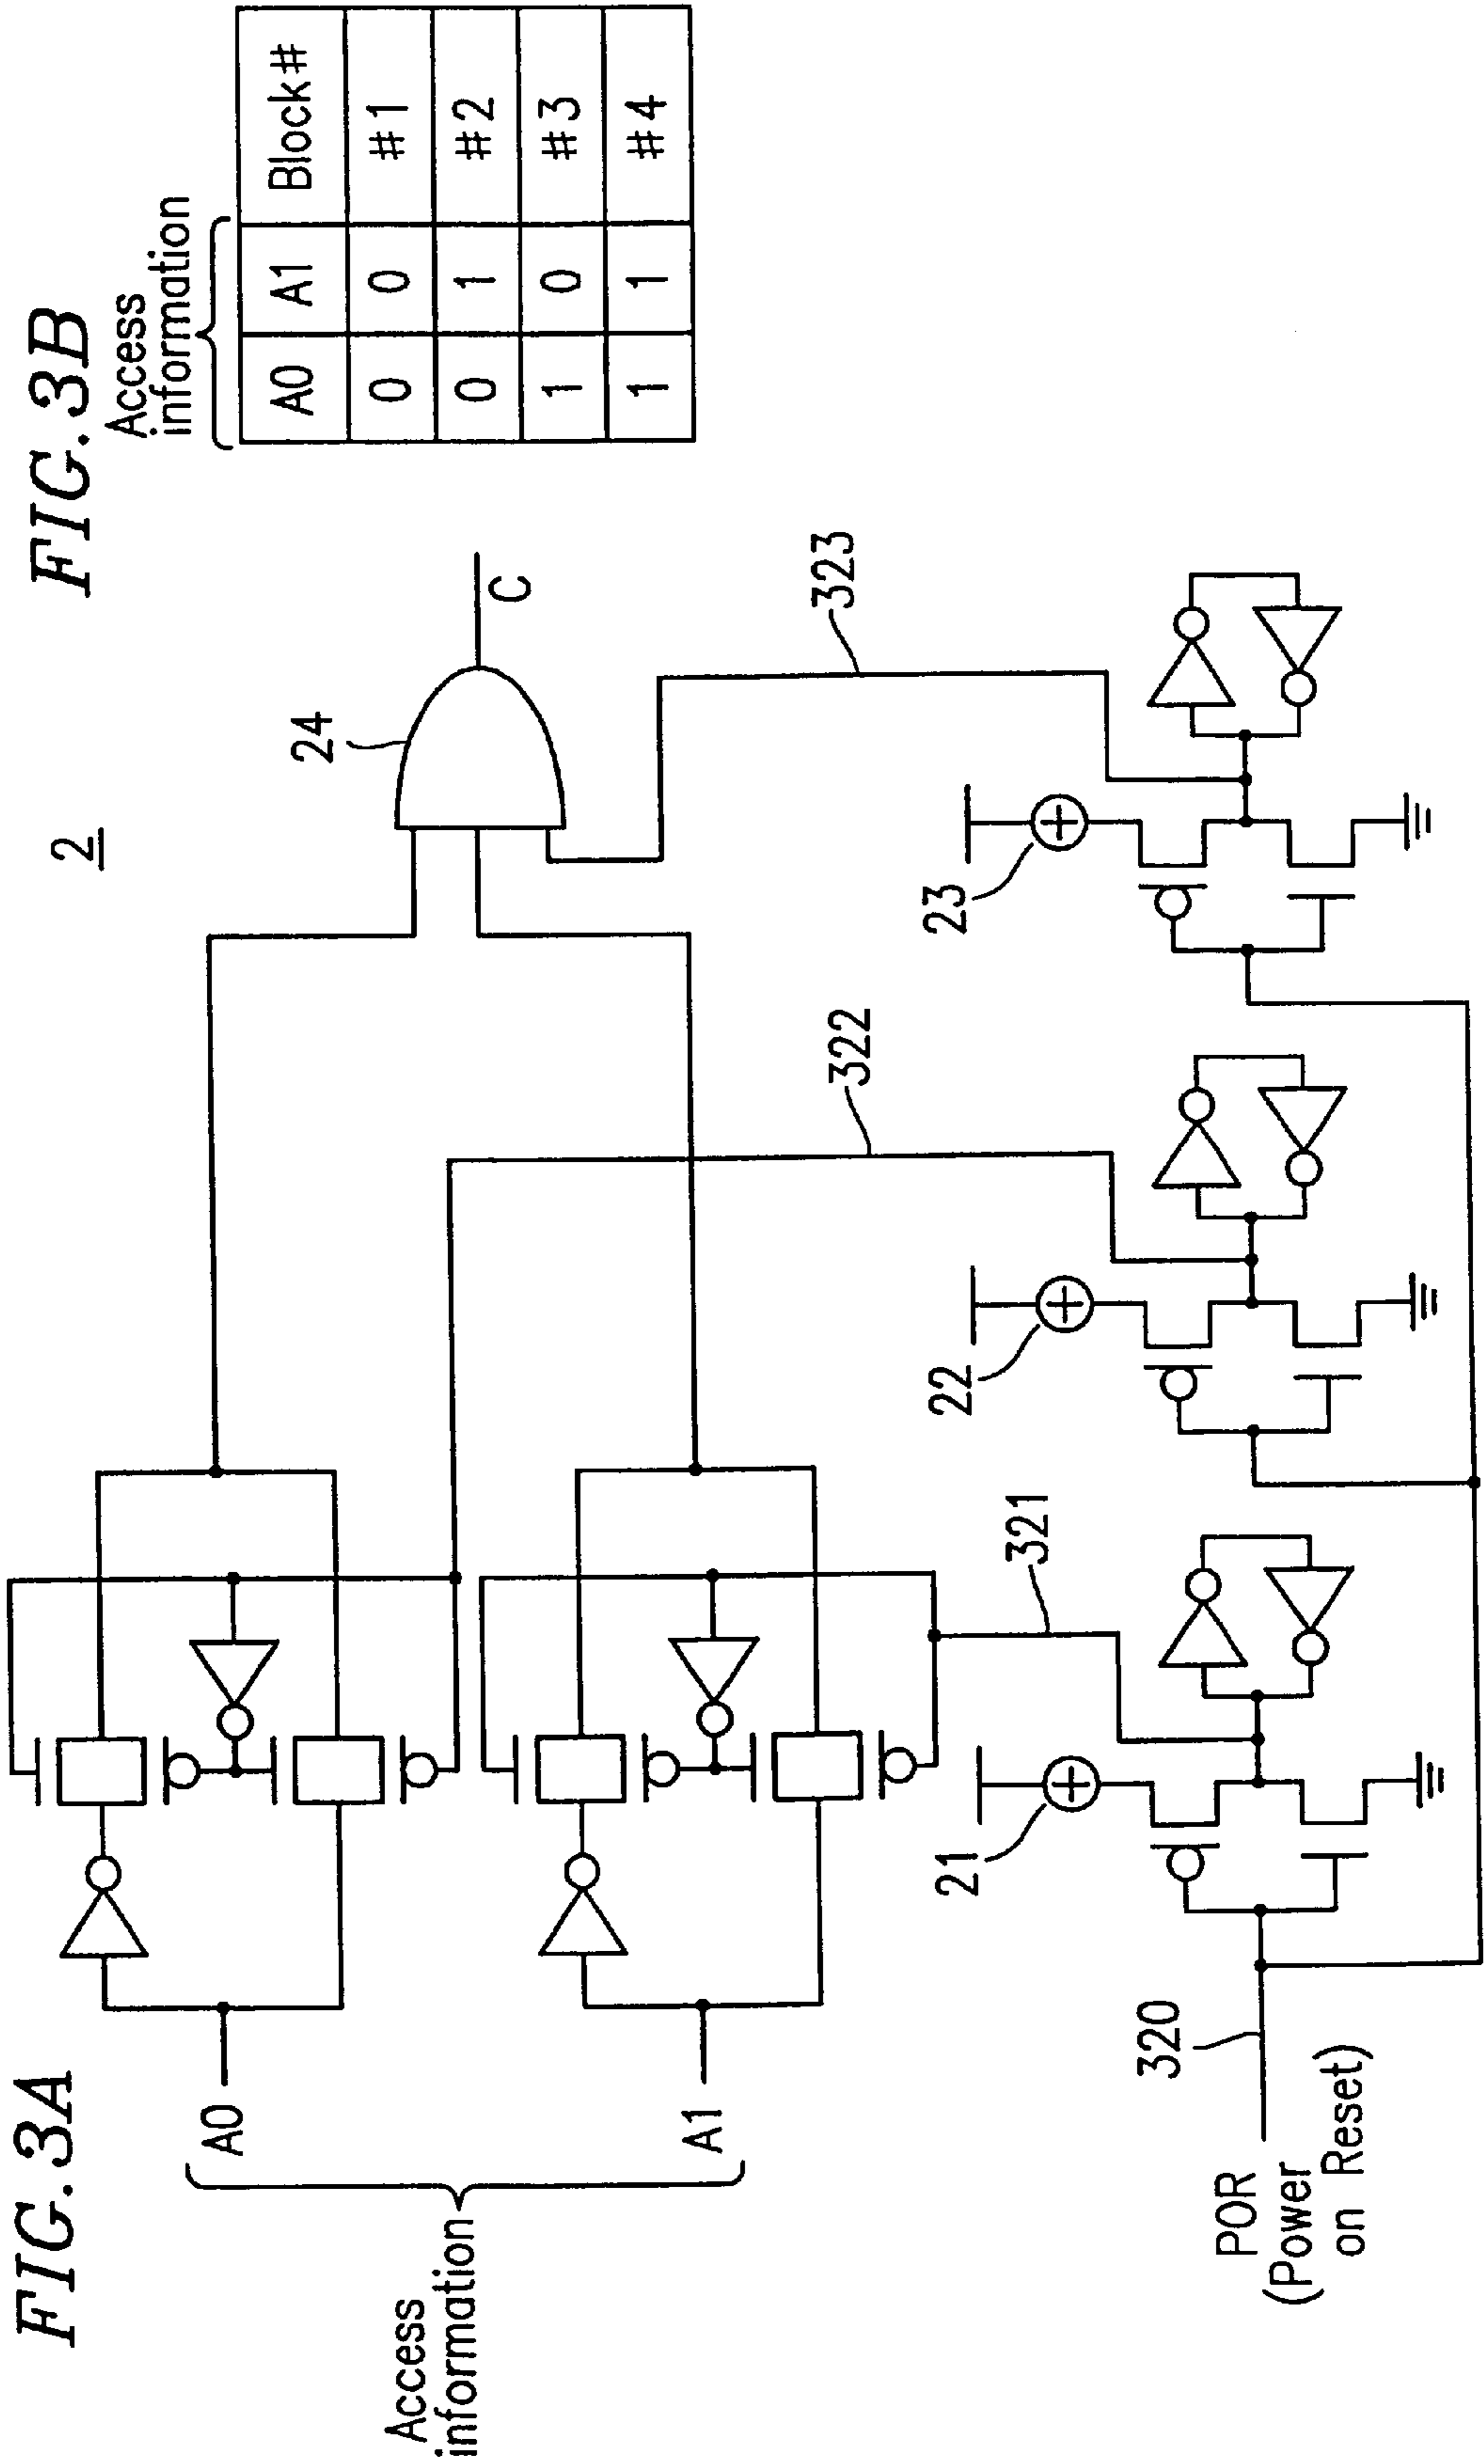 FIG. 3A
2
FIG. 3B
Access
information
A0 A1 Block#
0 0 #1
0 1 #2
1 0 #3
1 1 #4
Access
information
A0
A1
24
C
322
323
321
21
22
23
320
POR
(Power
on Reset)